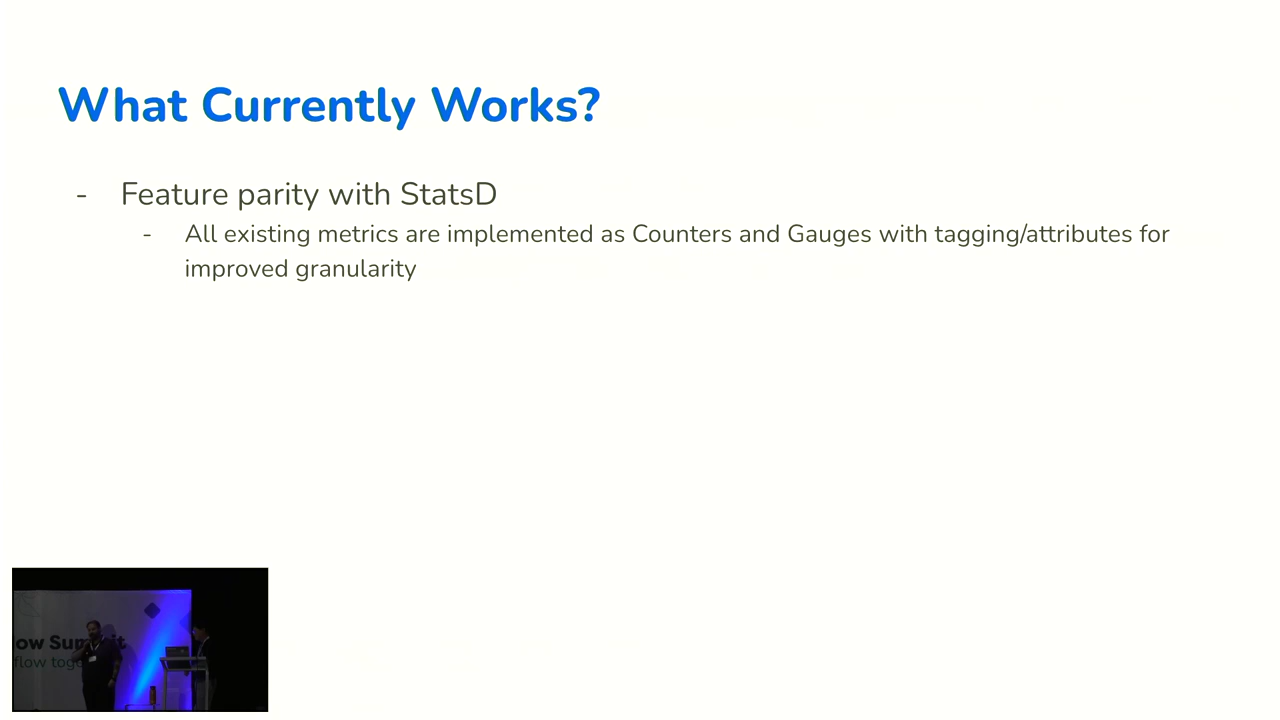 What Currently Works?
- Feature parity with StatsD
- All existing metrics are implemented as Counters and Gauges with tagging/attributes for
improved granularity
ow Summit
flow toge